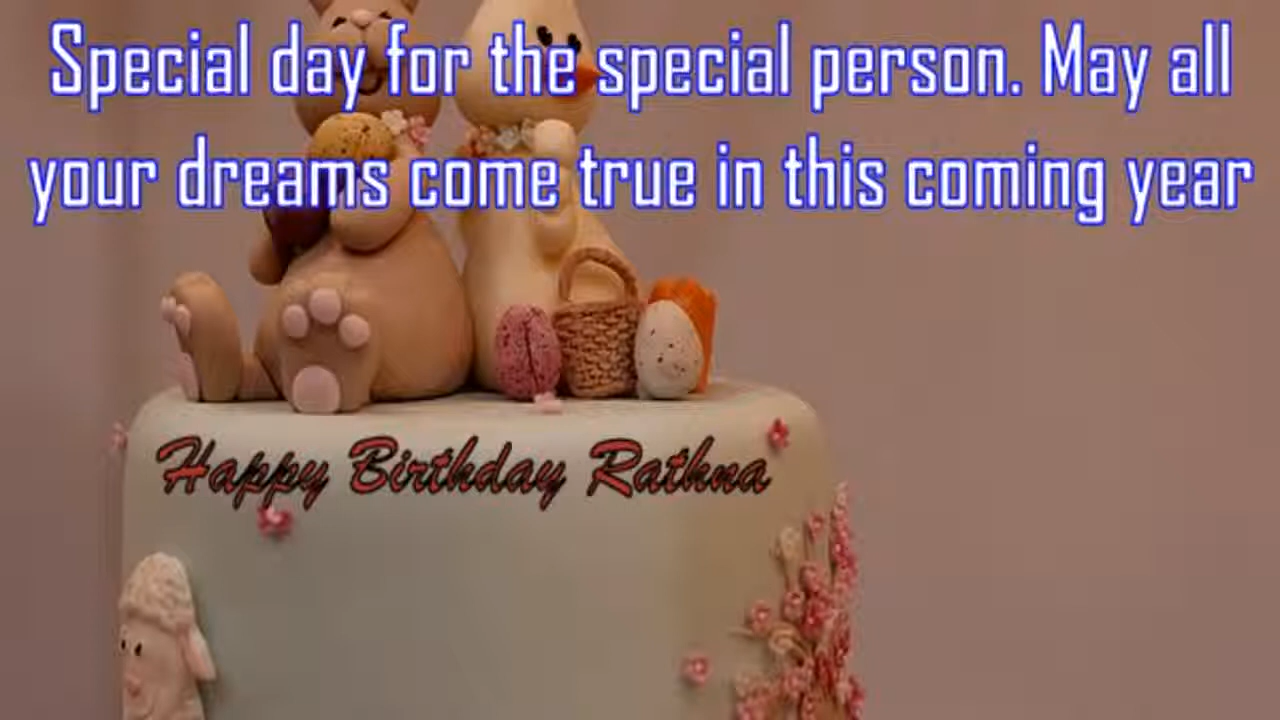 Special day for the special person. May all
your dreams come true in this coming year
Happy Birthday Rathna